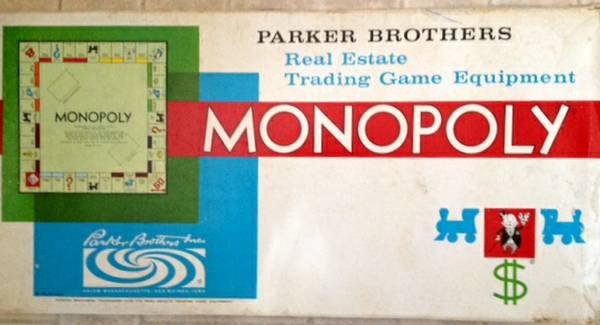 PARKER BROTHERS
Real Estate
Trading Game Equipment
MONOPOLY
MONOPOLY
Parker Brothers Inc.
$